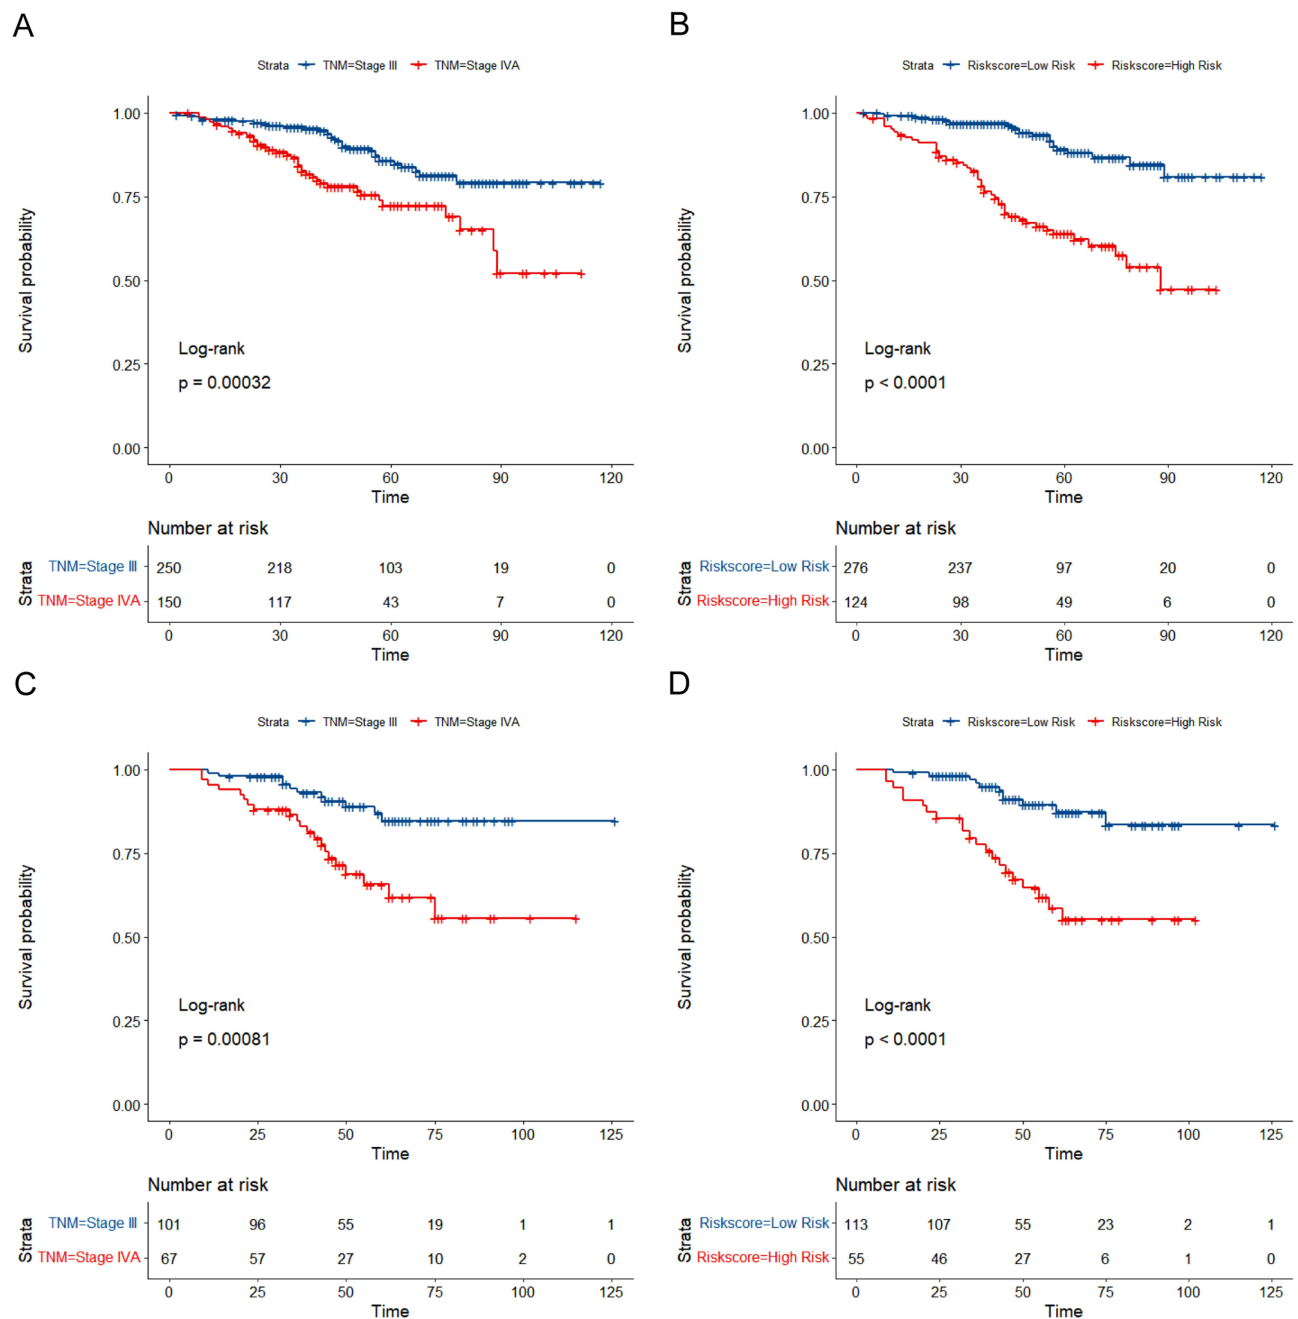 A
Strata TNM=Stage III TNM=Stage IVA
Survival probability
1.00
0.75
0.50
0.25
0.00
Log-rank
p = 0.00032
0 30 60 90 120
Time
Number at risk
Strata
TNM=Stage III 250 218 103 19 0
TNM=Stage IVA 150 117 43 7 0
0 30 60 90 120
Time
B
Strata Riskscore=Low Risk Riskscore=High Risk
Survival probability
1.00
0.75
0.50
0.25
0.00
Log-rank
p < 0.0001
0 30 60 90 120
Time
Number at risk
Strata
Riskscore=Low Risk 276 237 97 20 0
Riskscore=High Risk 124 98 49 6 0
0 30 60 90 120
Time
C
Strata TNM=Stage III TNM=Stage IVA
Survival probability
1.00
0.75
0.50
0.25
0.00
Log-rank
p = 0.00081
0 25 50 75 100 125
Time
Number at risk
Strata
TNM=Stage III 101 96 55 19 1 1
TNM=Stage IVA 67 57 27 10 2 0
0 25 50 75 100 125
Time
D
Strata Riskscore=Low Risk Riskscore=High Risk
Survival probability
1.00
0.75
0.50
0.25
0.00
Log-rank
p < 0.0001
0 25 50 75 100 125
Time
Number at risk
Strata
Riskscore=Low Risk 113 107 55 23 2 1
Riskscore=High Risk 55 46 27 6 1 0
0 25 50 75 100 125
Time